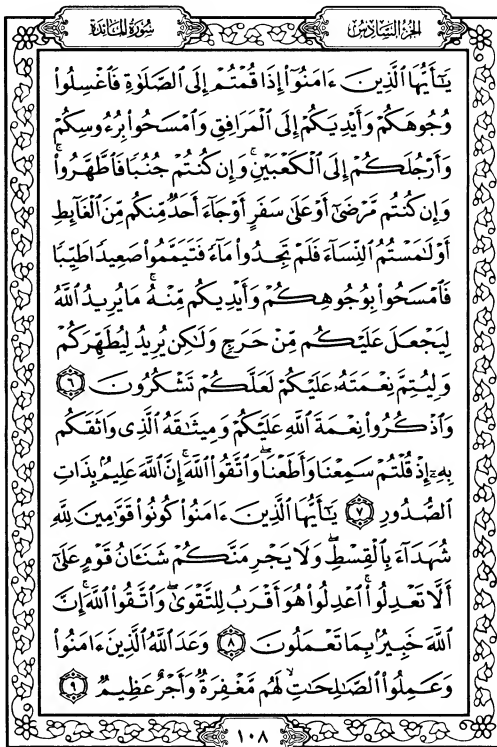 الجزء السادس
سورة المائدة
يَٰٓأَيُّهَا ٱلَّذِينَ ءَامَنُوٓا۟ إِذَا قُمْتُمْ إِلَى ٱلصَّلَوٰةِ فَٱغْسِلُوا۟
وُجُوهَكُمْ وَأَيْدِيَكُمْ إِلَى ٱلْمَرَافِقِ وَٱمْسَحُوا۟ بِرُءُوسِكُمْ
وَأَرْجُلَكُمْ إِلَى ٱلْكَعْبَيْنِ ۚ وَإِن كُنتُمْ جُنُبًا فَٱطَّهَّرُوا۟ ۚ
وَإِن كُنتُم مَّرْضَىٰٓ أَوْ عَلَىٰ سَفَرٍ أَوْ جَآءَ أَحَدٌ مِّنكُم مِّنَ ٱلْغَآئِطِ
أَوْ لَٰمَسْتُمُ ٱلنِّسَآءَ فَلَمْ تَجِدُوا۟ مَآءً فَتَيَمَّمُوا۟ صَعِيدًا طَيِّبًا
فَٱمْسَحُوا۟ بِوُجُوهِكُمْ وَأَيْدِيكُم مِّنْهُ ۚ مَا يُرِيدُ ٱللَّهُ
لِيَجْعَلَ عَلَيْكُم مِّنْ حَرَجٍ وَلَٰكِن يُرِيدُ لِيُطَهِّرَكُمْ
وَلِيُتِمَّ نِعْمَتَهُۥ عَلَيْكُمْ لَعَلَّكُمْ تَشْكُرُونَ ٦
وَٱذْكُرُوا۟ نِعْمَةَ ٱللَّهِ عَلَيْكُمْ وَمِيثَٰقَهُ ٱلَّذِى وَاثَقَكُم
بِهِۦٓ إِذْ قُلْتُمْ سَمِعْنَا وَأَطَعْنَا ۖ وَٱتَّقُوا۟ ٱللَّهَ ۚ إِنَّ ٱللَّهَ عَلِيمٌۢ بِذَاتِ
ٱلصُّدُورِ ٧ يَٰٓأَيُّهَا ٱلَّذِينَ ءَامَنُوا۟ كُونُوا۟ قَوَّٰمِينَ لِلَّهِ
شُهَدَآءَ بِٱلْقِسْطِ ۖ وَلَا يَجْرِمَنَّكُمْ شَنَـَٔانُ قَوْمٍ عَلَىٰٓ
أَلَّا تَعْدِلُوا۟ ۚ ٱعْدِلُوا۟ هُوَ أَقْرَبُ لِلتَّقْوَىٰ ۖ وَٱتَّقُوا۟ ٱللَّهَ ۚ إِنَّ
ٱللَّهَ خَبِيرٌۢ بِمَا تَعْمَلُونَ ٨ وَعَدَ ٱللَّهُ ٱلَّذِينَ ءَامَنُوا۟
وَعَمِلُوا۟ ٱلصَّٰلِحَٰتِ ۙ لَهُم مَّغْفِرَةٌ وَأَجْرٌ عَظِيمٌ ٩
١٠٨